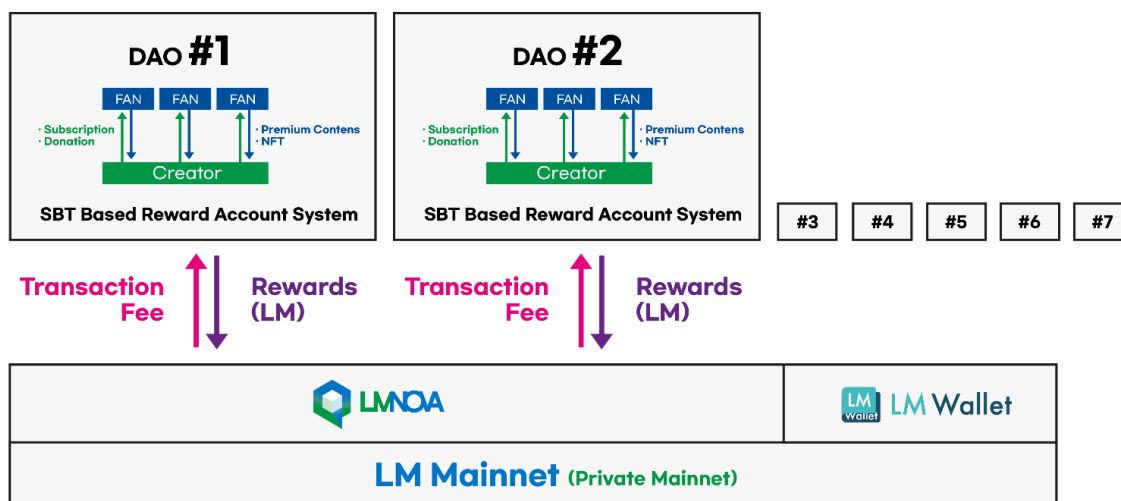 DAO #1
FAN FAN FAN
· Subscription
· Donation
· Premium Contens
· NFT
Creator
SBT Based Reward Account System
DAO #2
FAN FAN FAN
· Subscription
· Donation
· Premium Contens
· NFT
Creator
SBT Based Reward Account System
#3 #4 #5 #6 #7
Transaction
Fee
Rewards
(LM)
Transaction
Fee
Rewards
(LM)
LMNOVA
LM
Wallet
LM Wallet
LM Mainnet (Private Mainnet)